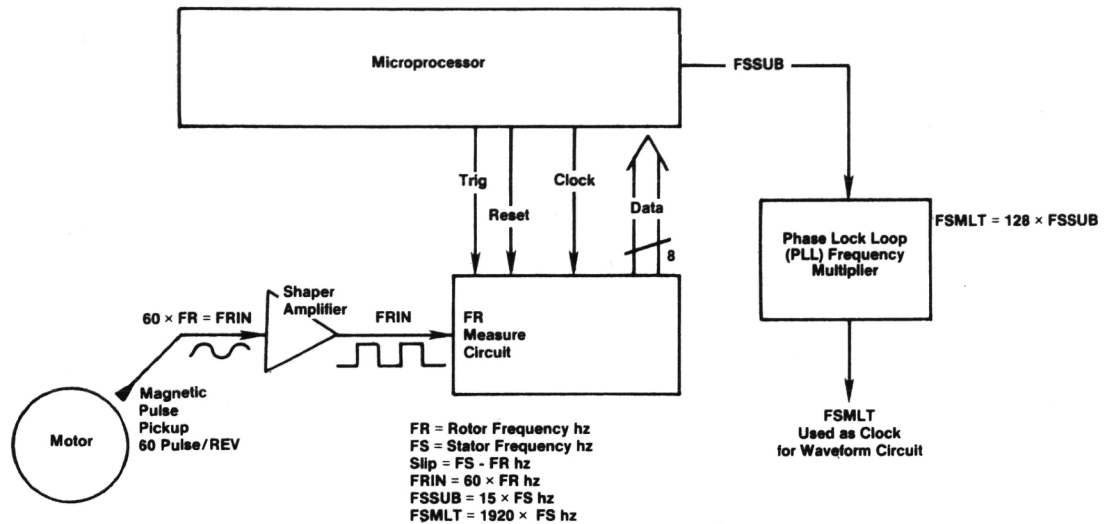 Microprocessor
FSSUB
Trig
Reset
Clock
Data
8
Phase Lock Loop
(PLL) Frequency
Multiplier
FSMLT = 128 × FSSUB
60 × FR = FRIN
Shaper
Amplifier
FRIN
FR
Measure
Circuit
Magnetic
Pulse
Pickup
60 Pulse/REV
Motor
FSMLT
Used as Clock
for Waveform Circuit
FR = Rotor Frequency hz
FS = Stator Frequency hz
Slip = FS - FR hz
FRIN = 60 × FR hz
FSSUB = 15 × FS hz
FSMLT = 1920 × FS hz